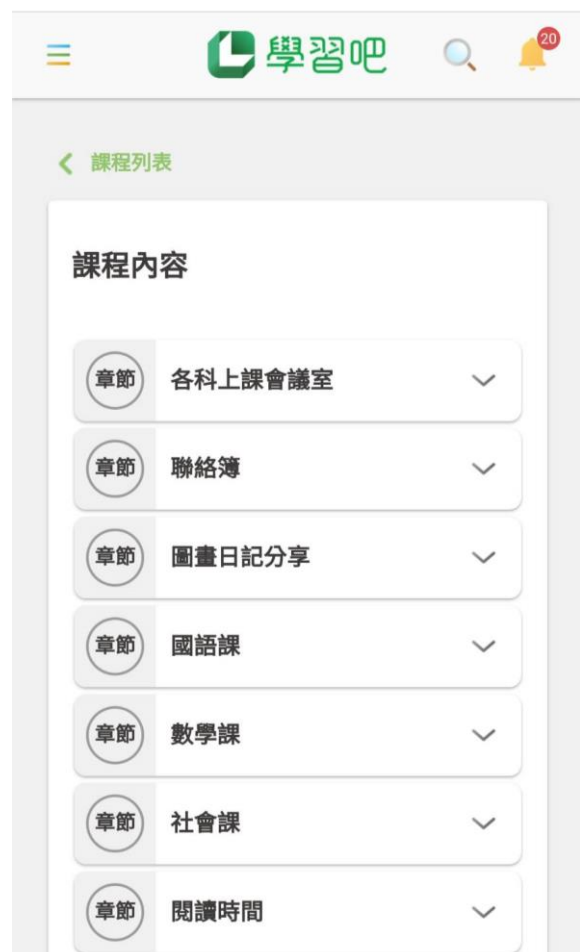 學習吧
20
課程列表
課程內容
章節 各科上課會議室
章節 聯絡簿
章節 圖畫日記分享
章節 國語課
章節 數學課
章節 社會課
章節 閱讀時間